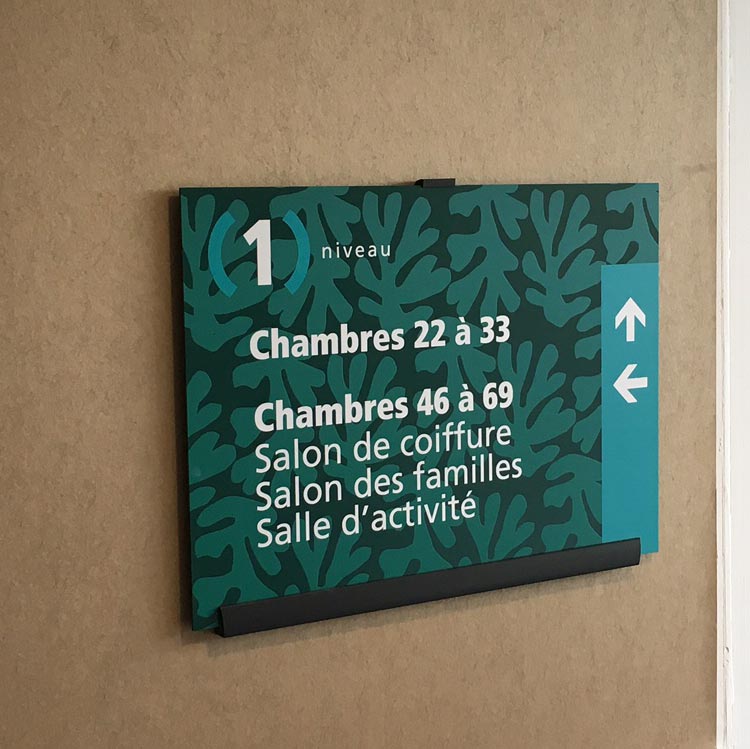 (1) niveau
Chambres 22 à 33 ↑
Chambres 46 à 69 ←
Salon de coiffure
Salon des familles
Salle d'activité